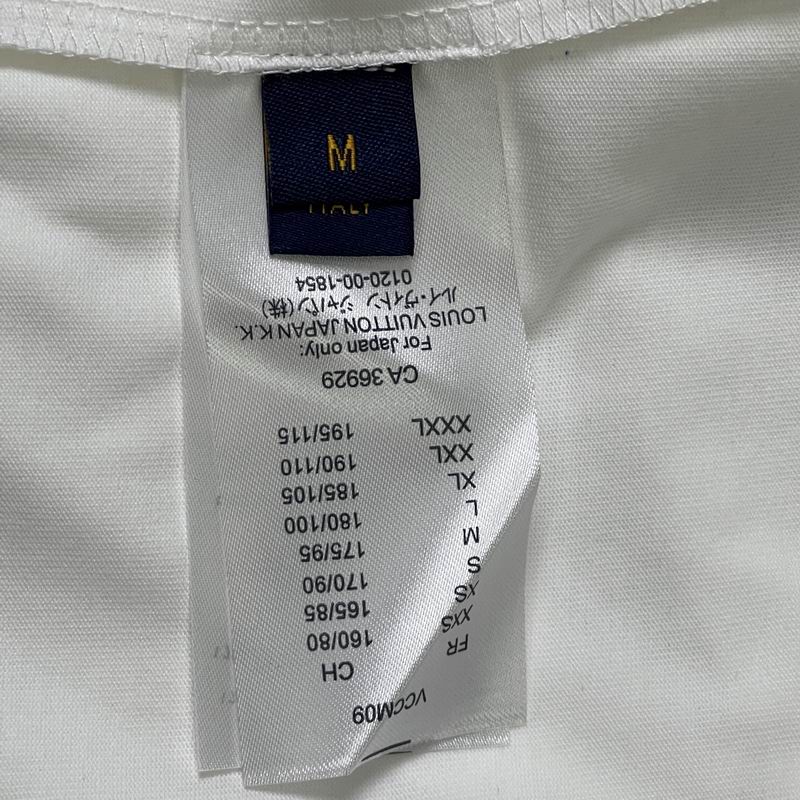 M
ITALY
VCCM09
FR CH
XXS 160/80
XS 165/85
S 170/90
M 175/95
L 180/100
XL 185/105
XXL 190/110
XXXL 195/115
CA 36929
For Japan only:
LOUIS VUITTON JAPAN K.K.
ルイ・ヴィトン ジャパン(株)
0120-00-1854